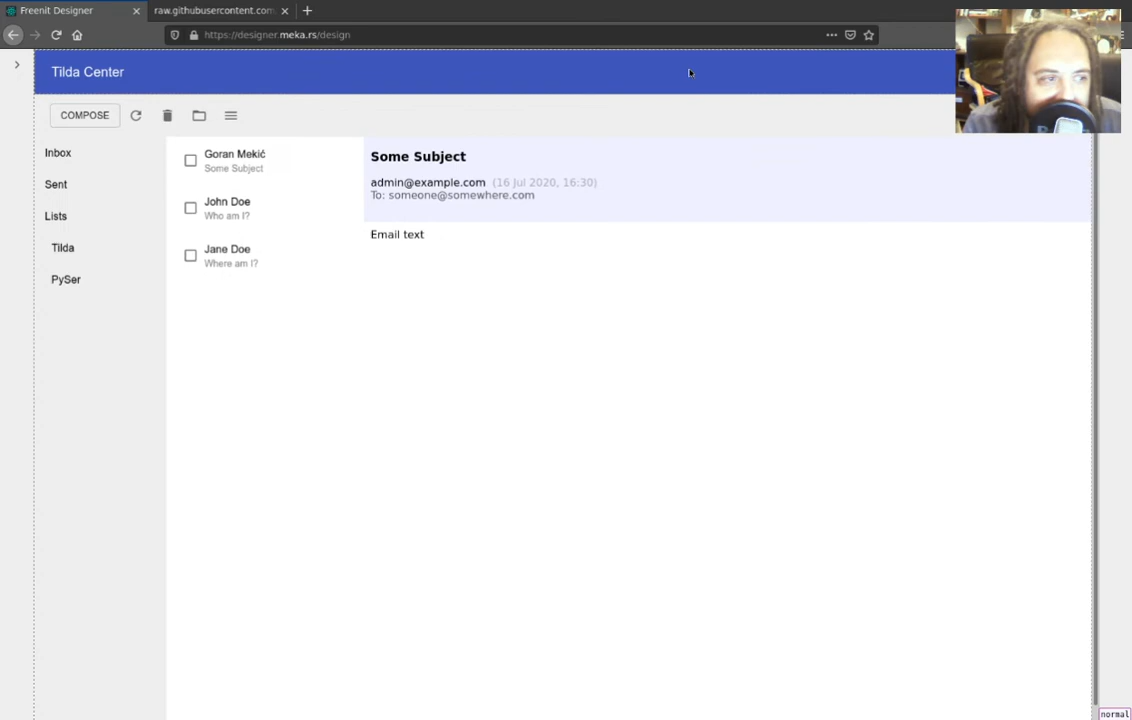 Freenit Designer
raw.githubusercontent.com
https://designer.meka.rs/design
Tilda Center
COMPOSE
Inbox
Sent
Lists
Tilda
PySer
Goran Mekić
Some Subject
John Doe
Who am I?
Jane Doe
Where am I?
Some Subject
admin@example.com (16 Jul 2020, 16:30)
To: someone@somewhere.com
Email text
normal